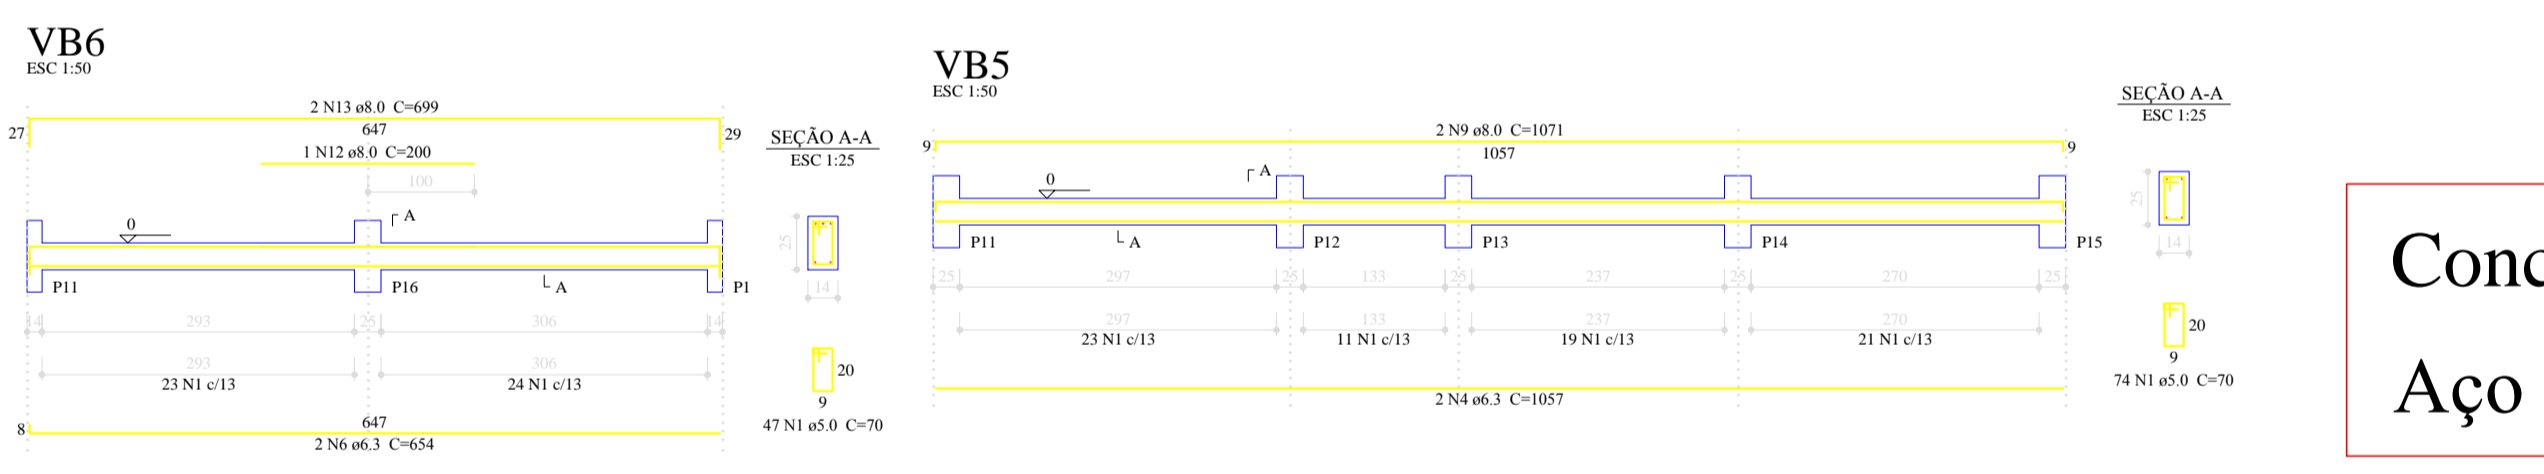 VB6
ESC 1:50
2 N13 ø8.0 C=699
27
647
29
1 N12 ø8.0 C=200
100
A
0
P11
P16
A
P1
14
293
25
306
14
293
306
23 N1 c/13
24 N1 c/13
8
647
2 N6 ø6.3 C=654
SEÇÃO A-A
ESC 1:25
25
14
20
9
47 N1 ø5.0 C=70
VB5
ESC 1:50
2 N9 ø8.0 C=1071
9
1057
9
A
0
P11
A
P12
P13
P14
P15
25
297
25
133
25
237
25
270
25
297
133
237
270
23 N1 c/13
11 N1 c/13
19 N1 c/13
21 N1 c/13
2 N4 ø6.3 C=1057
SEÇÃO A-A
ESC 1:25
25
14
20
9
74 N1 ø5.0 C=70
Aço